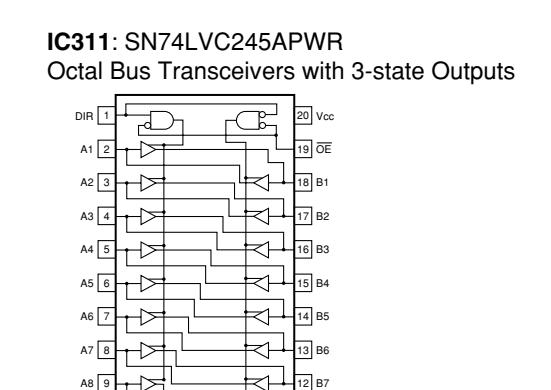 IC311: SN74LVC245APWR
Octal Bus Transceivers with 3-state Outputs
DIR 1 20 Vcc
A1 2 19 OE
A2 3 18 B1
A3 4 17 B2
A4 5 16 B3
A5 6 15 B4
A6 7 14 B5
A7 8 13 B6
A8 9 12 B7